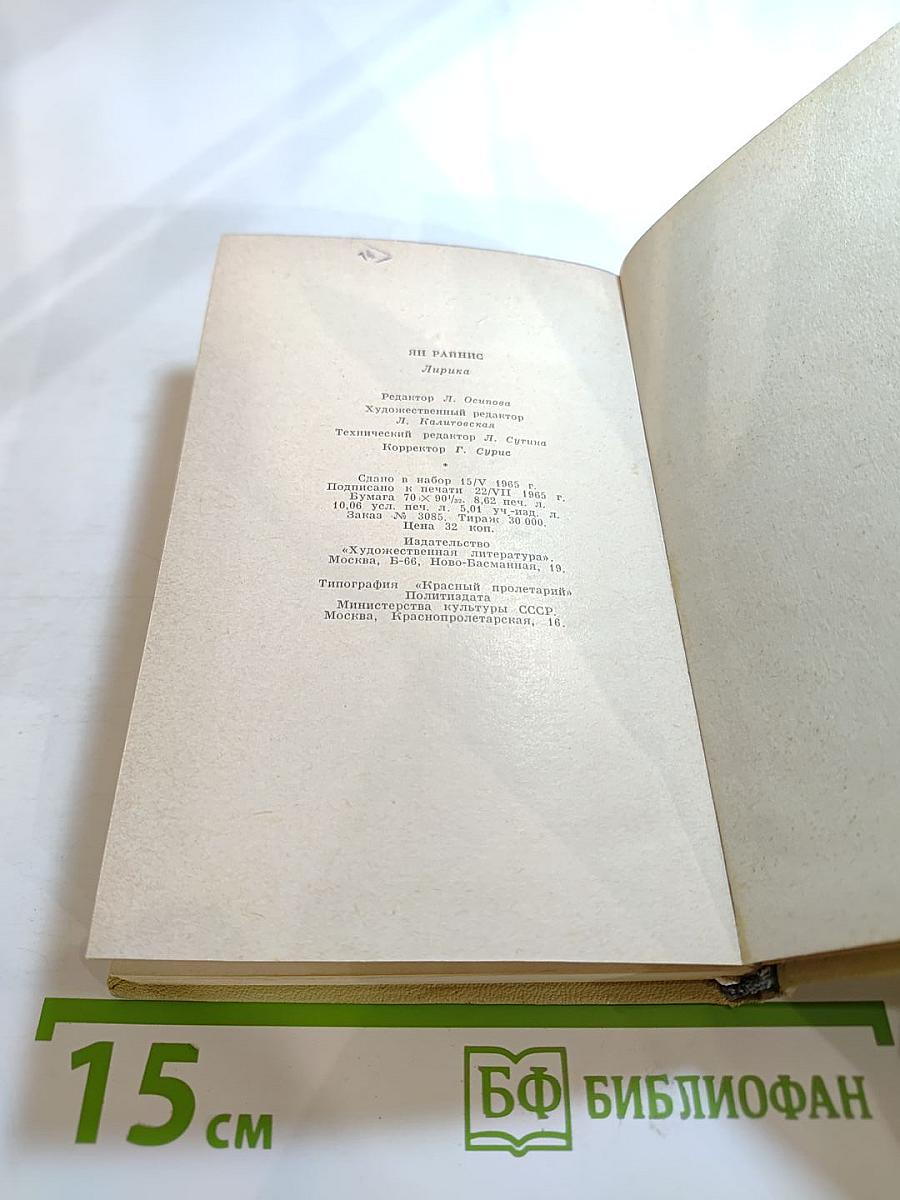 ЯН РАЙНИС
Лирика
Редактор Л. Осипова
Художественный редактор
Л. Калитовская
Технический редактор Л. Сутина
Корректор Г. Сурис
*
Сдано в набор 15/V 1965 г.
Подписано к печати 22/VII 1965 г.
Бумага 70 × 90 1/32. 8,62 печ. л.
10,06 усл. печ. л. 5,01 уч.-изд. л.
Заказ № 3085. Тираж 30 000.
Цена 32 коп.
Издательство
«Художественная литература».
Москва, Б-66, Ново-Басманная, 19.
Типография «Красный пролетарий»
Политиздата
Министерства культуры СССР.
Москва, Краснопролетарская, 16.
15 см
БФ БИБЛИОФАН